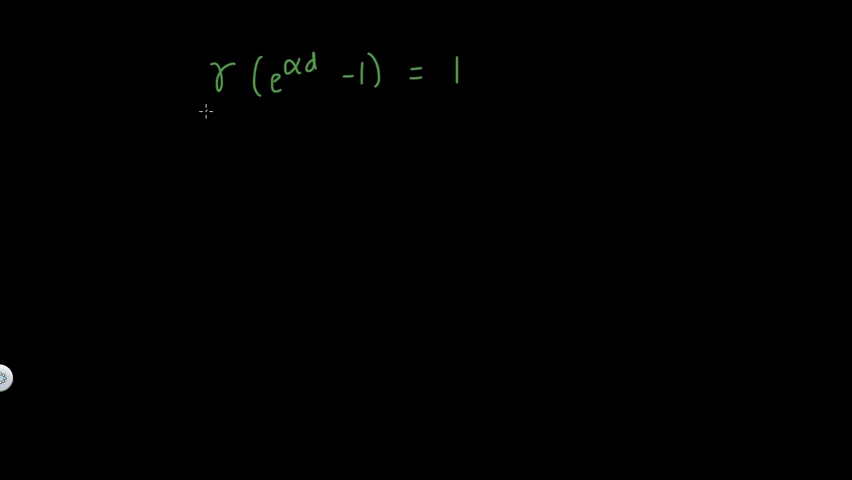 γ (e^{αd} -1) = 1